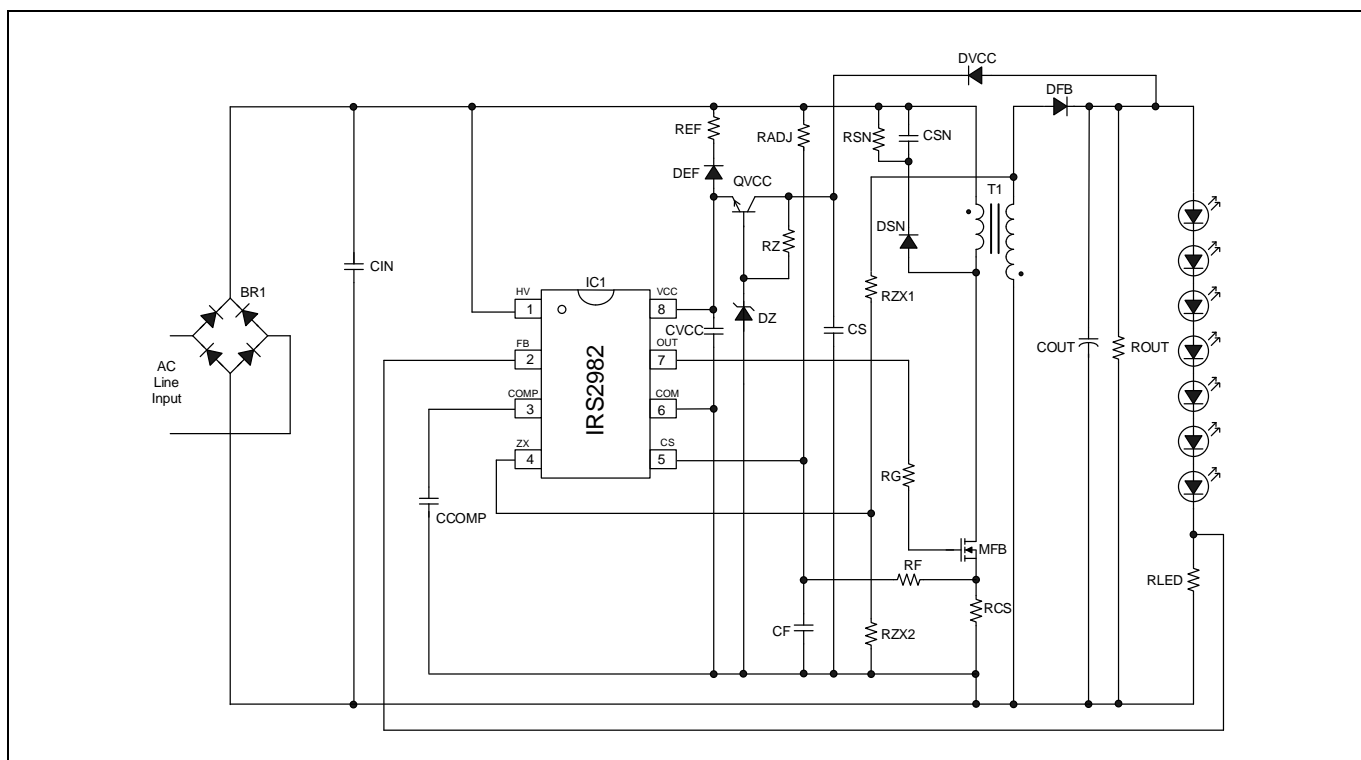 DVCC
DFB
REF
RADJ
RSN
CSN
DEF
QVCC
T1
DSN
RZ
CIN
RZX1
BR1
HV
IC1
VCC
1
8
CVCC
DZ
CS
FB
OUT
2
7
COUT
ROUT
AC
Line
Input
IRS2982
COMP
COM
3
6
ZX
CS
4
5
RG
CCOMP
MFB
RF
RLED
RCS
CF
RZX2